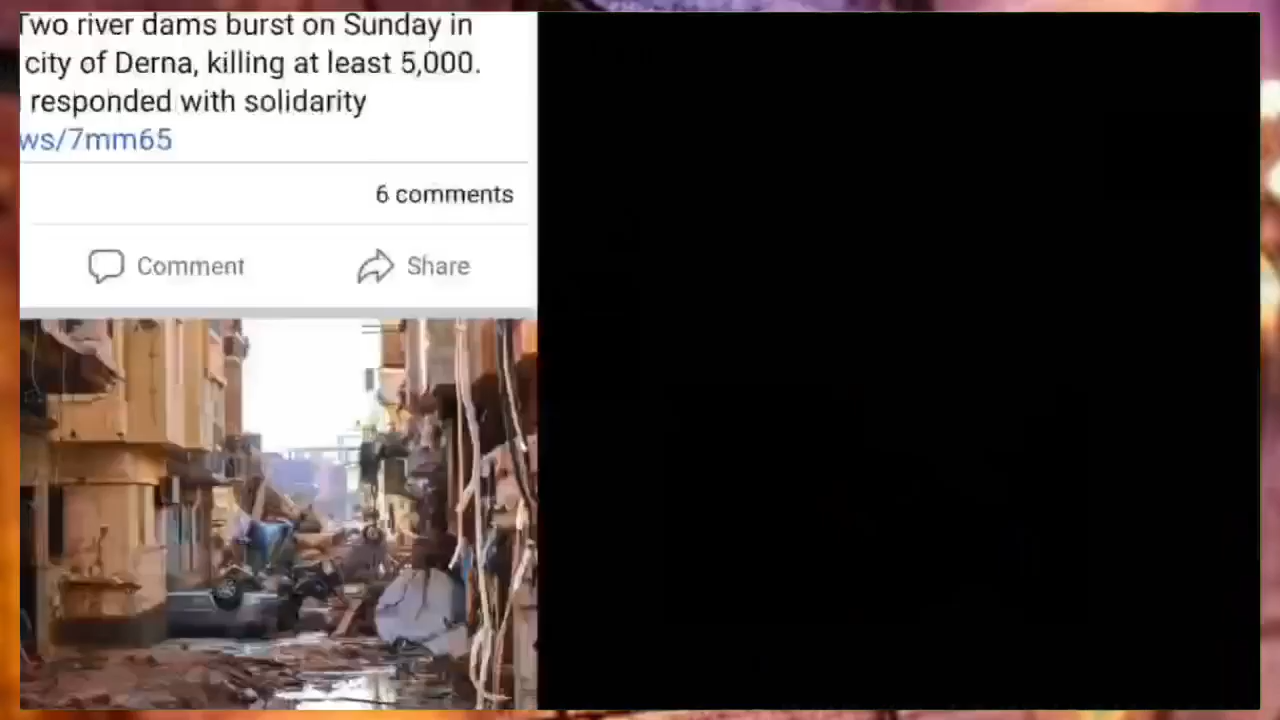 Two river dams burst on Sunday in
city of Derna, killing at least 5,000.
responded with solidarity
ws/7mm65
6 comments
Comment
Share